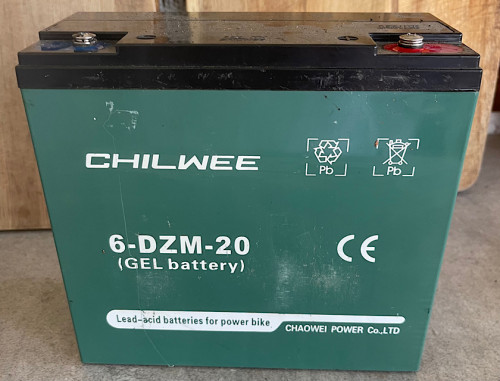 CHILWEE
Pb
Pb
6-DZM-20
(GEL battery)
CE
Lead-acid batteries for power bike
CHAOWEI POWER Co.,LTD